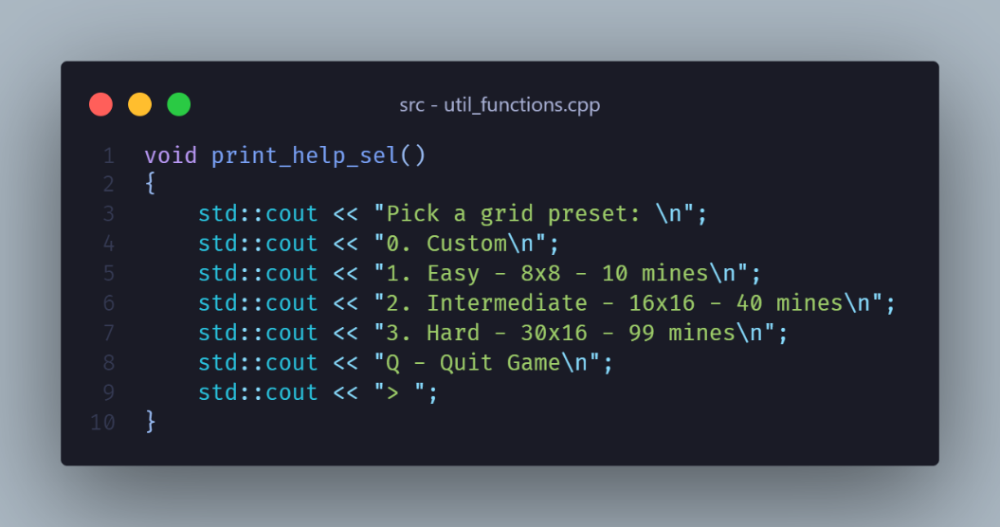 src - util_functions.cpp
1 void print_help_sel()
2 {
3     std::cout << "Pick a grid preset: \n";
4     std::cout << "0. Custom\n";
5     std::cout << "1. Easy - 8x8 - 10 mines\n";
6     std::cout << "2. Intermediate - 16x16 - 40 mines\n";
7     std::cout << "3. Hard - 30x16 - 99 mines\n";
8     std::cout << "Q - Quit Game\n";
9     std::cout << "> ";
10 }